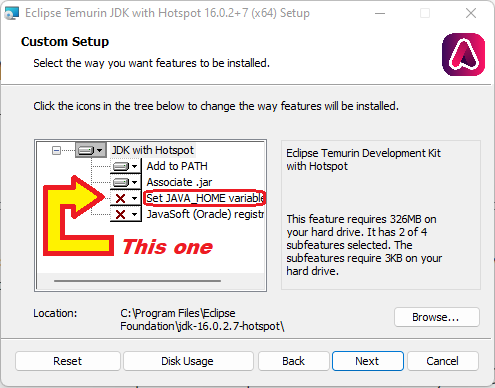 Eclipse Temurin JDK with Hotspot 16.0.2+7 (x64) Setup
Custom Setup
Select the way you want features to be installed.
Click the icons in the tree below to change the way features will be installed.
JDK with Hotspot
Add to PATH
Associate .jar
Set JAVA_HOME variable
JavaSoft (Oracle) registr
This one
Eclipse Temurin Development Kit
with Hotspot
This feature requires 326MB on
your hard drive. It has 2 of 4
subfeatures selected. The
subfeatures require 3KB on your
hard drive.
Location:
C:\Program Files\Eclipse
Foundation\jdk-16.0.2.7-hotspot\
Browse...
Reset
Disk Usage
Back
Next
Cancel